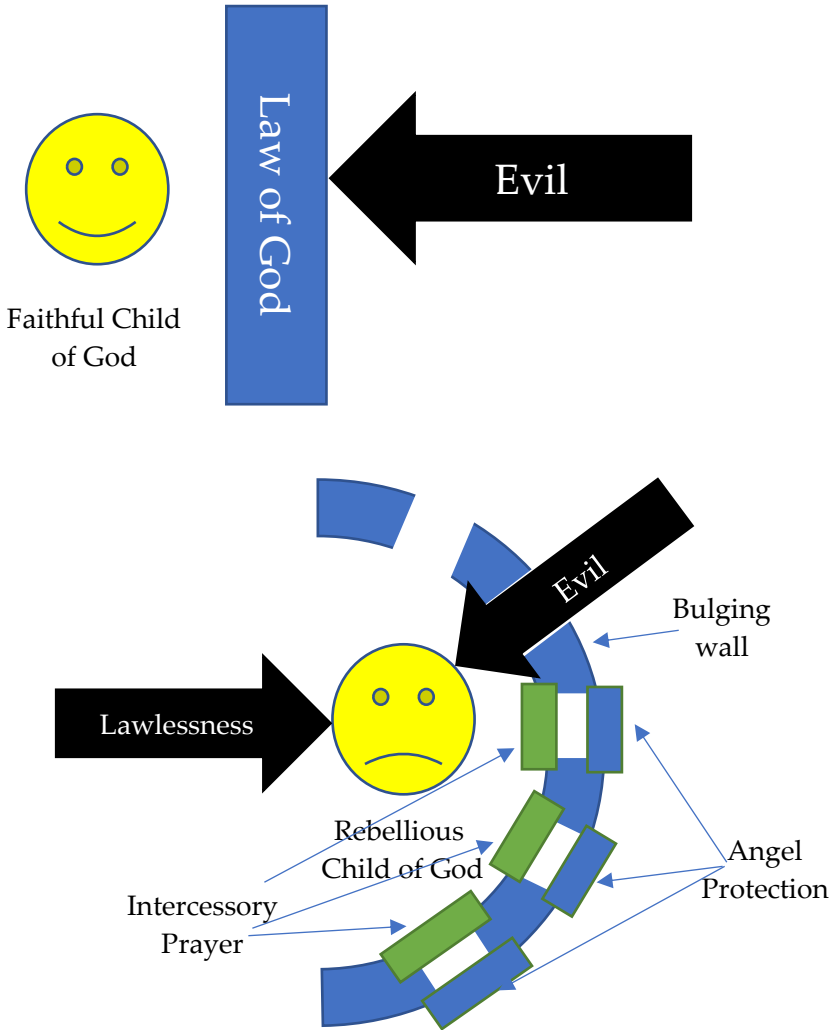 Law of God
Evil
Faithful Child
of God
Evil
Bulging
wall
Lawlessness
Rebellious
Child of God
Angel
Protection
Intercessory
Prayer